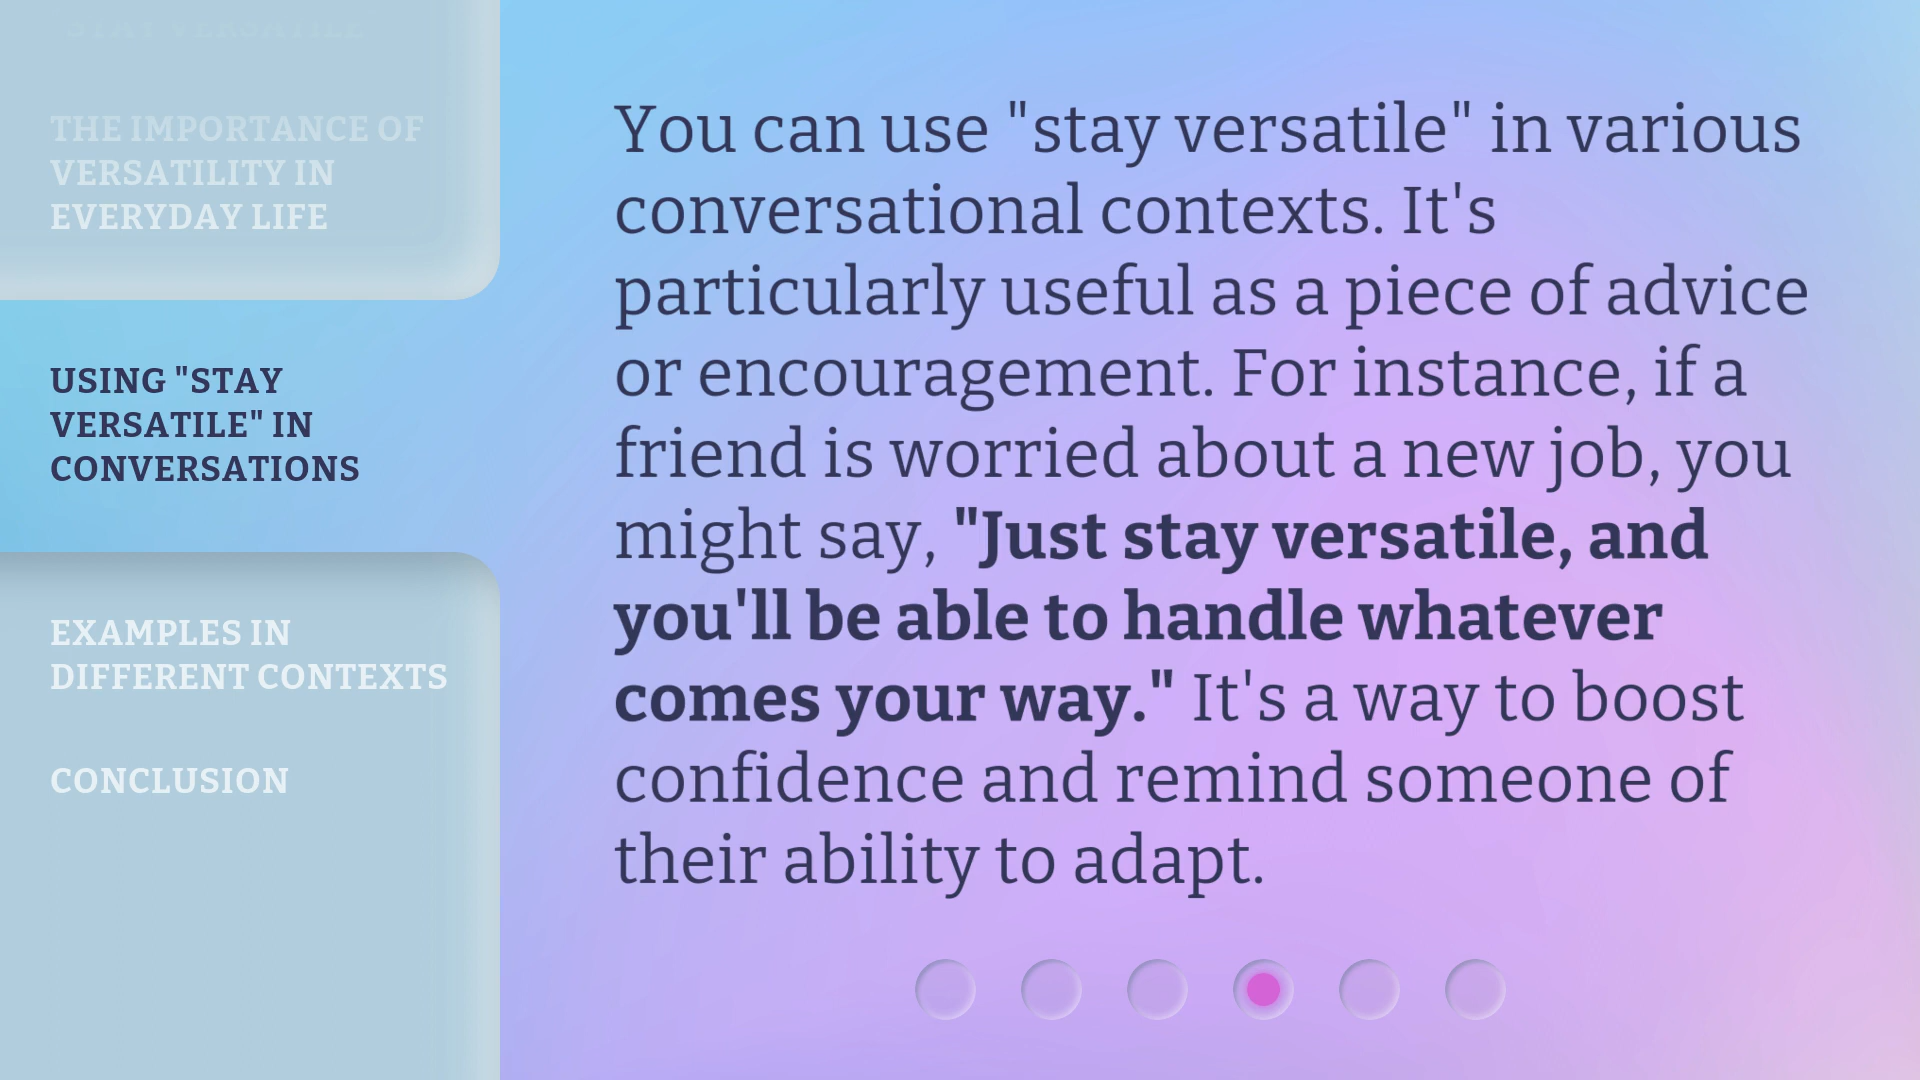 STAY VERSATILE
THE IMPORTANCE OF
VERSATILITY IN
EVERYDAY LIFE
USING "STAY
VERSATILE" IN
CONVERSATIONS
EXAMPLES IN
DIFFERENT CONTEXTS
CONCLUSION
You can use "stay versatile" in various
conversational contexts. It's
particularly useful as a piece of advice
or encouragement. For instance, if a
friend is worried about a new job, you
might say, "Just stay versatile, and
you'll be able to handle whatever
comes your way." It's a way to boost
confidence and remind someone of
their ability to adapt.